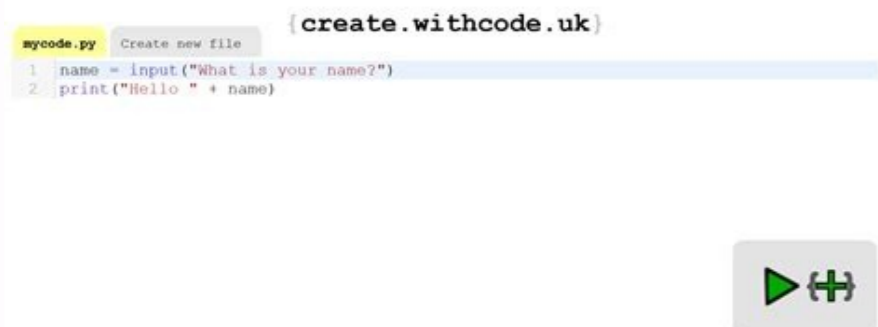 {create.withcode.uk}
mycode.py Create new file
1 name = input("What is your name?")
2 print("Hello " + name)
{+}